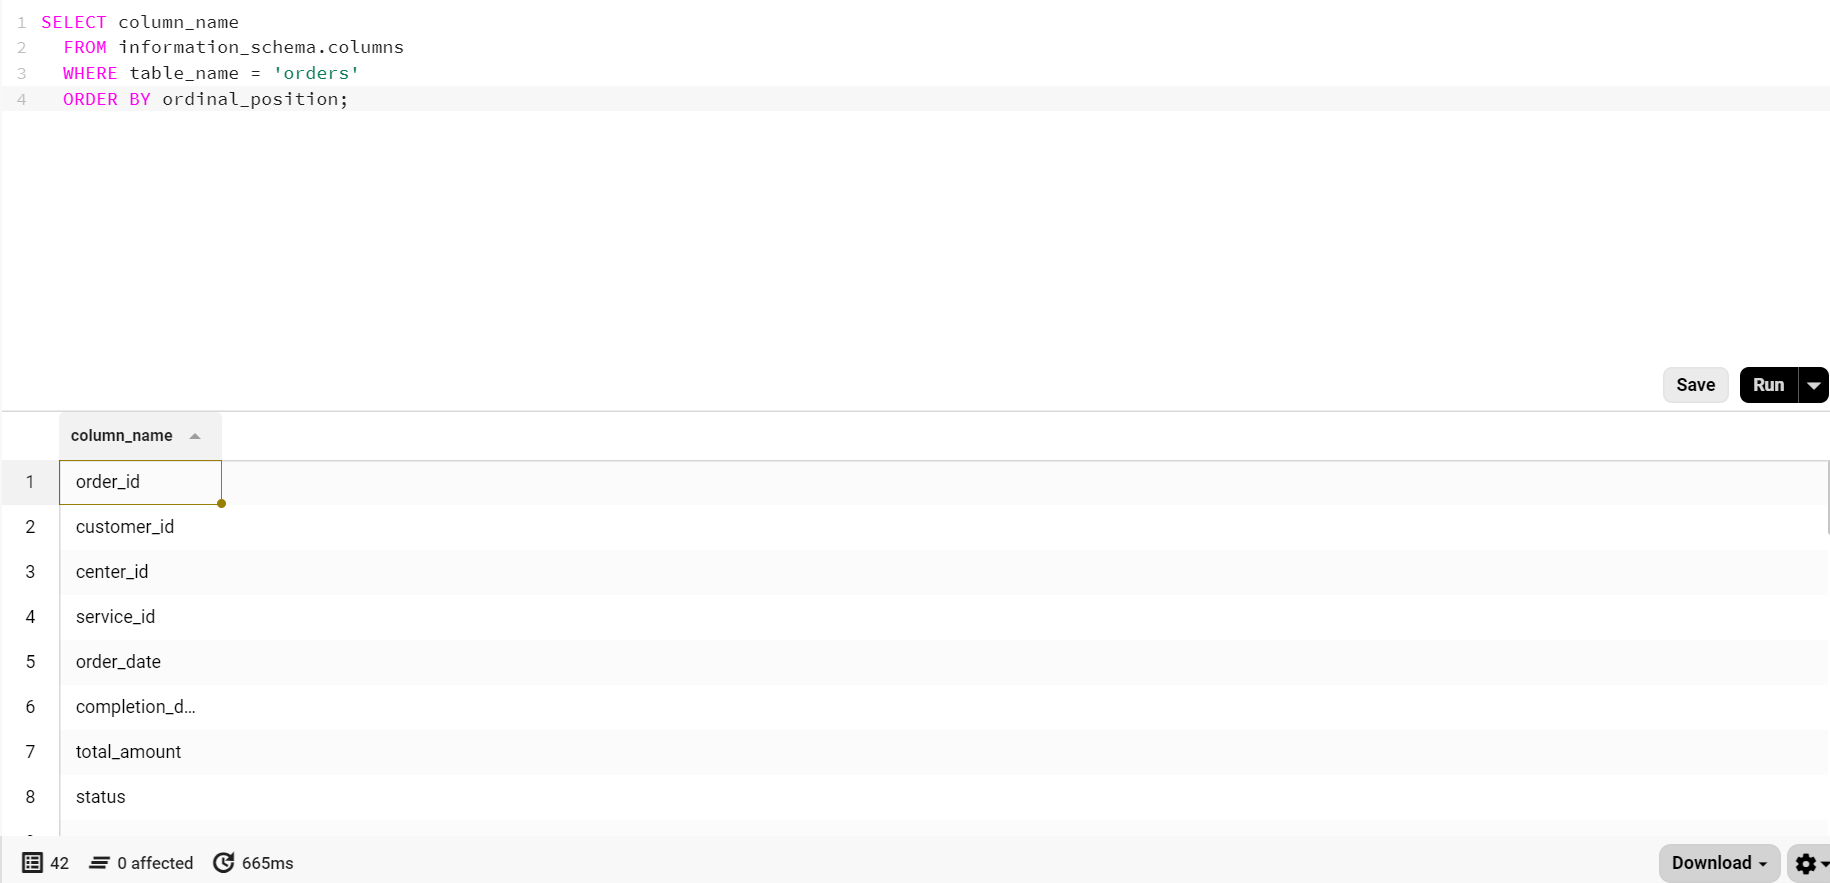 1 SELECT column_name
2 FROM information_schema.columns
3 WHERE table_name = 'orders'
4 ORDER BY ordinal_position;
Save Run
column_name
1 order_id
2 customer_id
3 center_id
4 service_id
5 order_date
6 completion_d...
7 total_amount
8 status
42 0 affected 665ms Download